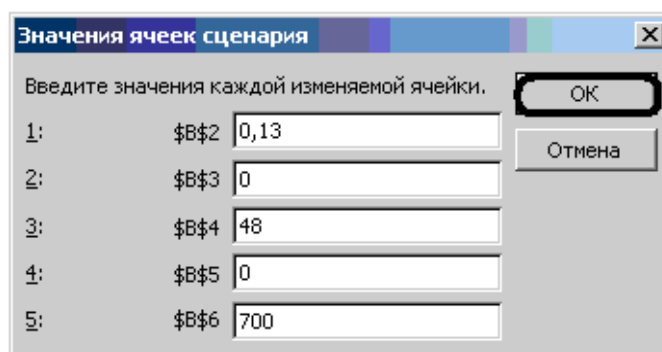 Значения ячеек сценария
Введите значения каждой изменяемой ячейки.
OK
1: $B$2 0,13
Отмена
2: $B$3 0
3: $B$4 48
4: $B$5 0
5: $B$6 700